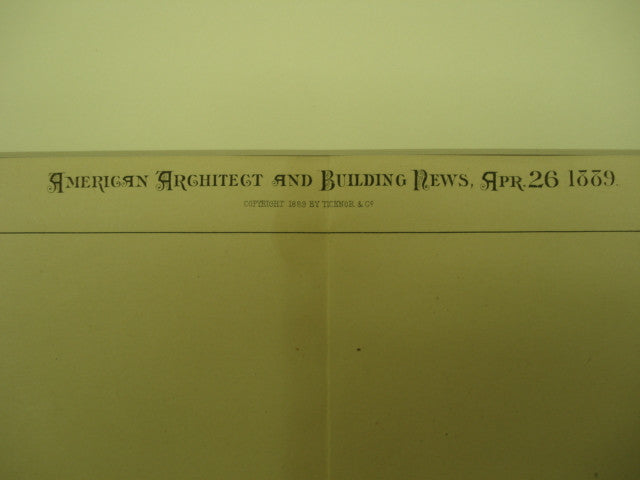 American Architect and Building News, Apr. 26 1889.
COPYRIGHT 1889 BY TICKNOR & Co